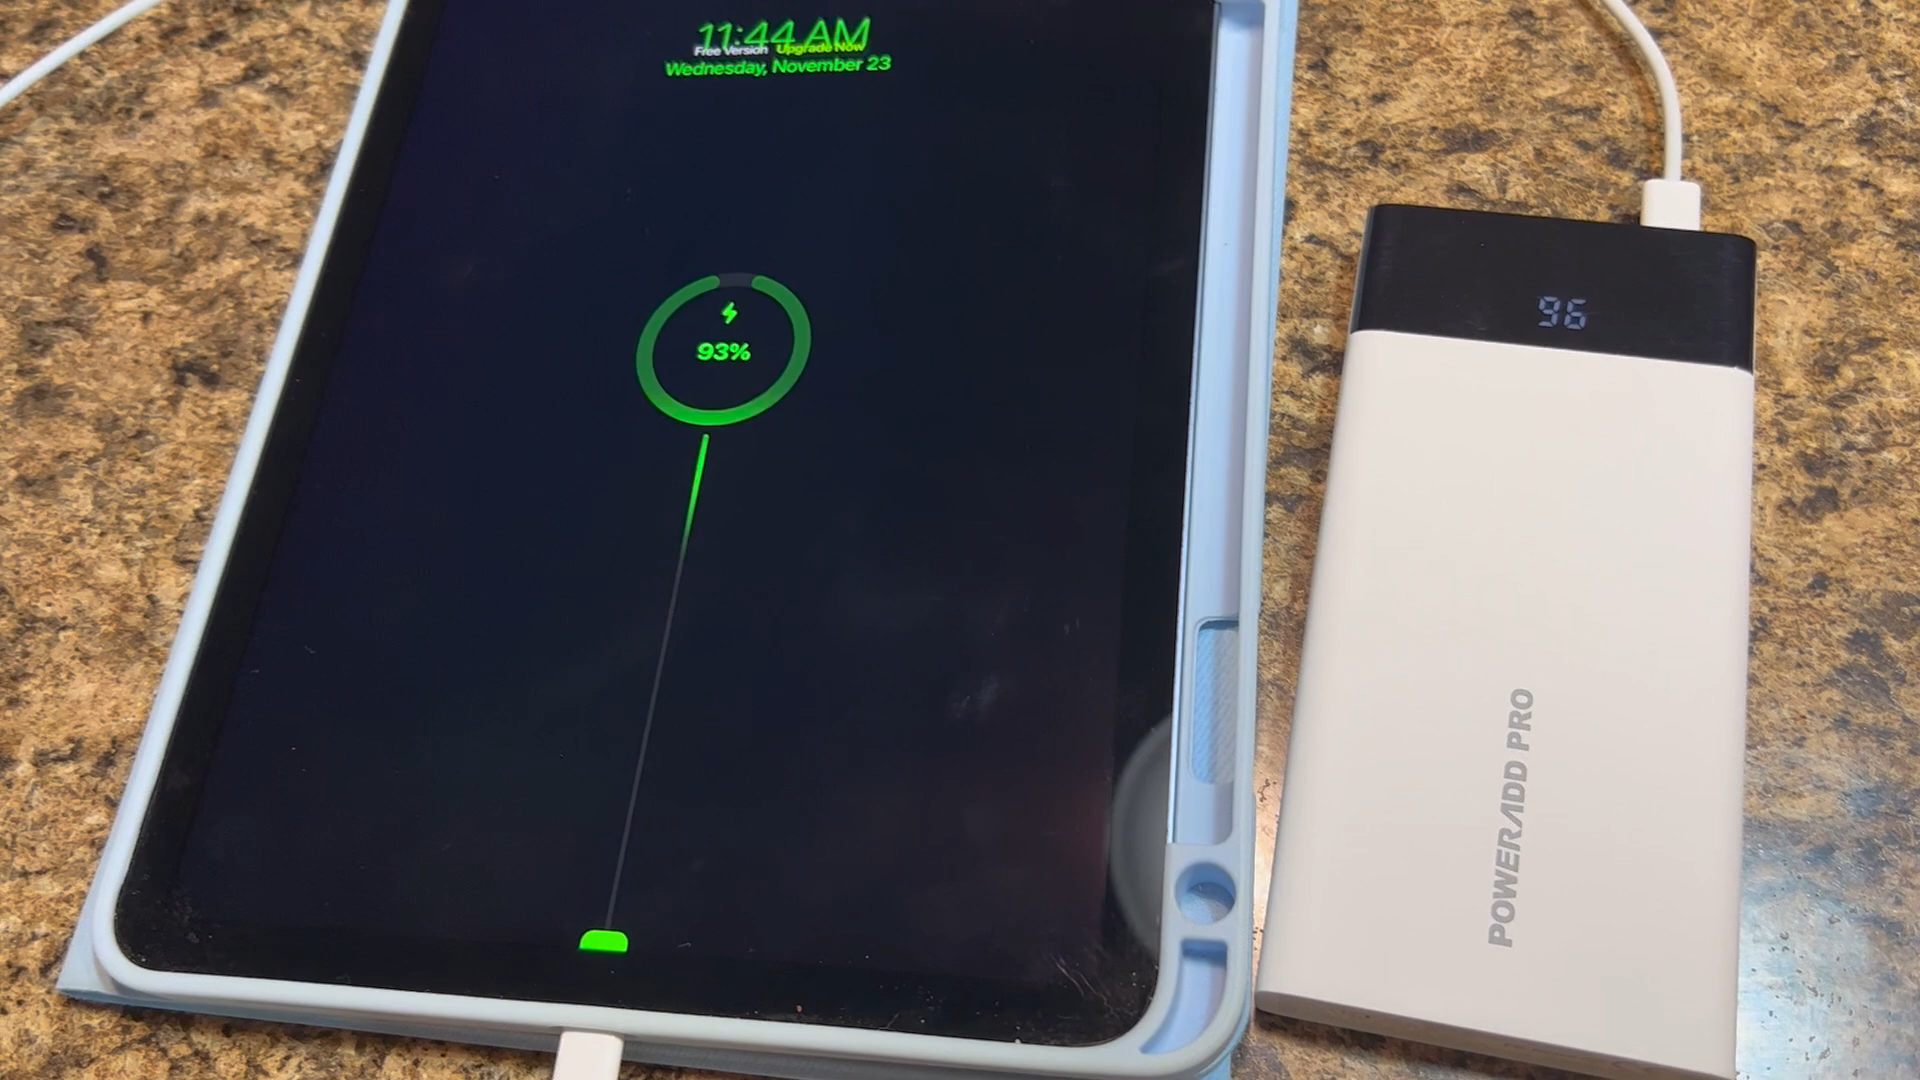 11:44 AM
Free Version Upgrade Now
Wednesday, November 23
93%
96
POWERADD PRO